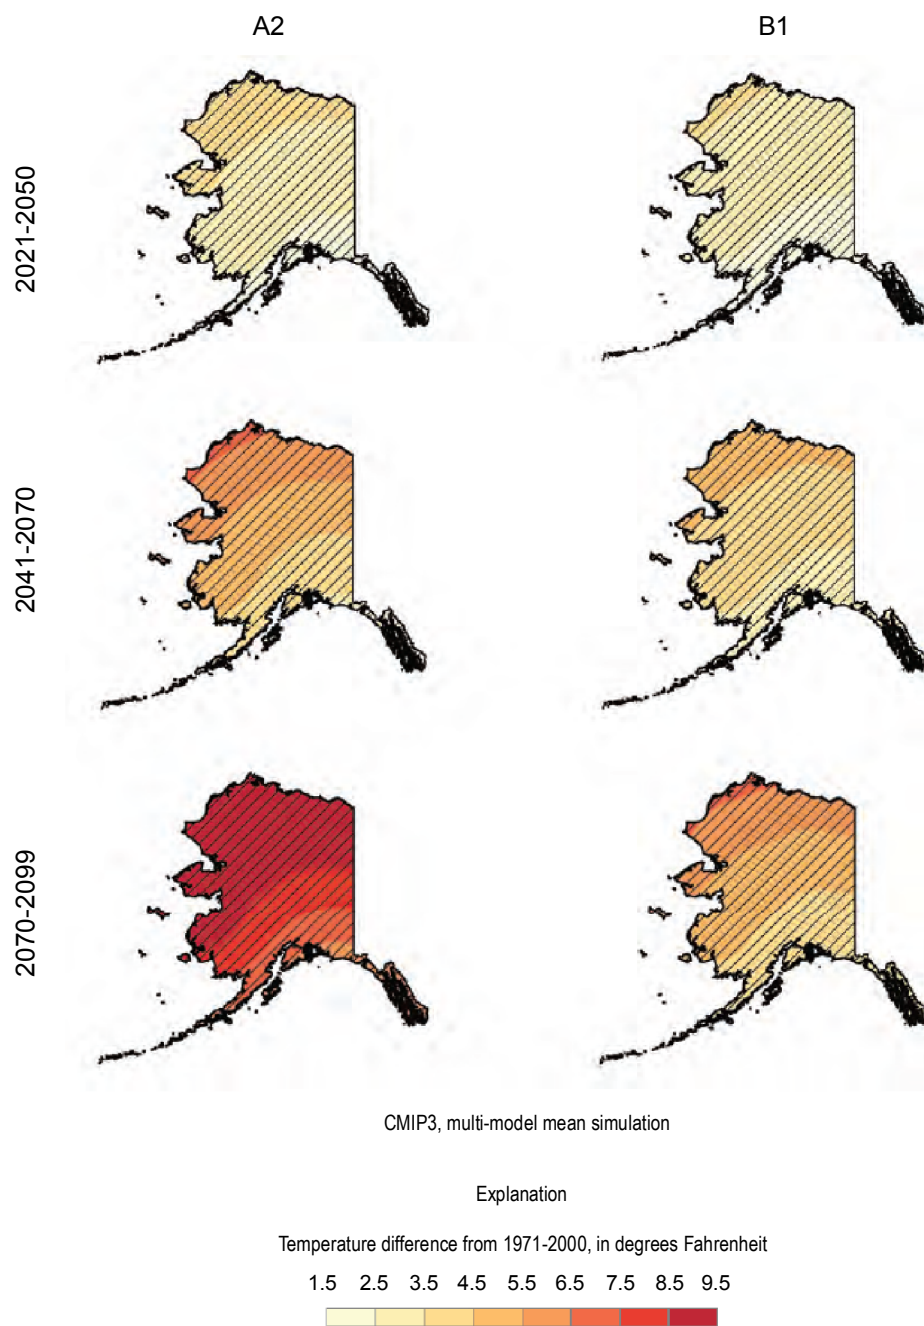 A2 B1
2021-2050
2041-2070
2070-2099
CMIP3, multi-model mean simulation
Explanation
Temperature difference from 1971-2000, in degrees Fahrenheit
1.5 2.5 3.5 4.5 5.5 6.5 7.5 8.5 9.5